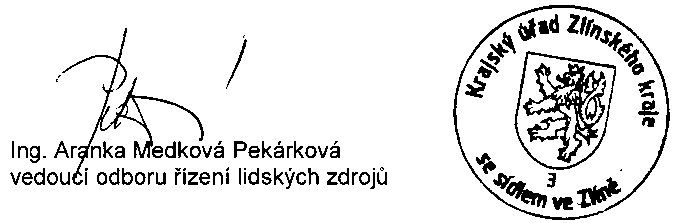 Ing. Aranka Medková Pekárková
vedoucí odboru řízení lidských zdrojů
Krajský úřad Zlínského kraje
3
se sídlem ve Zlíně